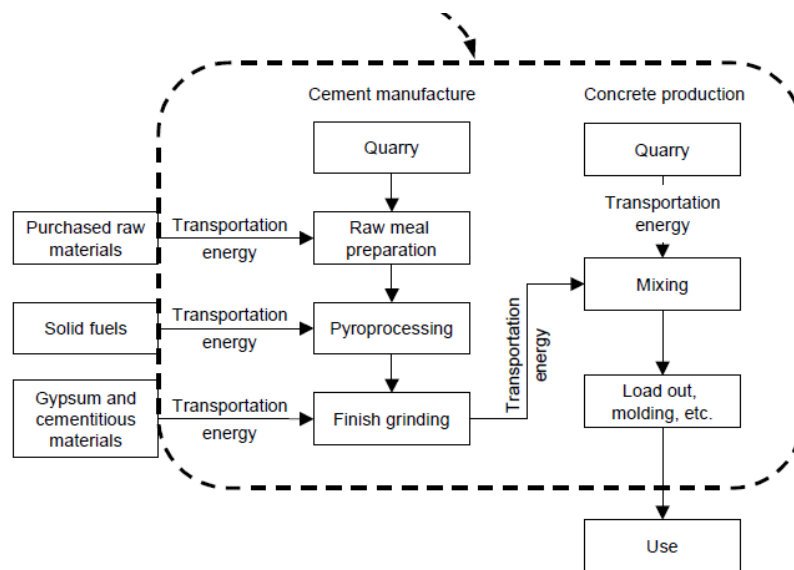 Cement manufacture
Concrete production
Quarry
Quarry
Transportation
energy
Purchased raw
materials
Transportation
energy
Raw meal
preparation
Mixing
Solid fuels
Transportation
energy
Pyroprocessing
Transportation
energy
Gypsum and
cementitious
materials
Transportation
energy
Finish grinding
Load out,
molding, etc.
Use